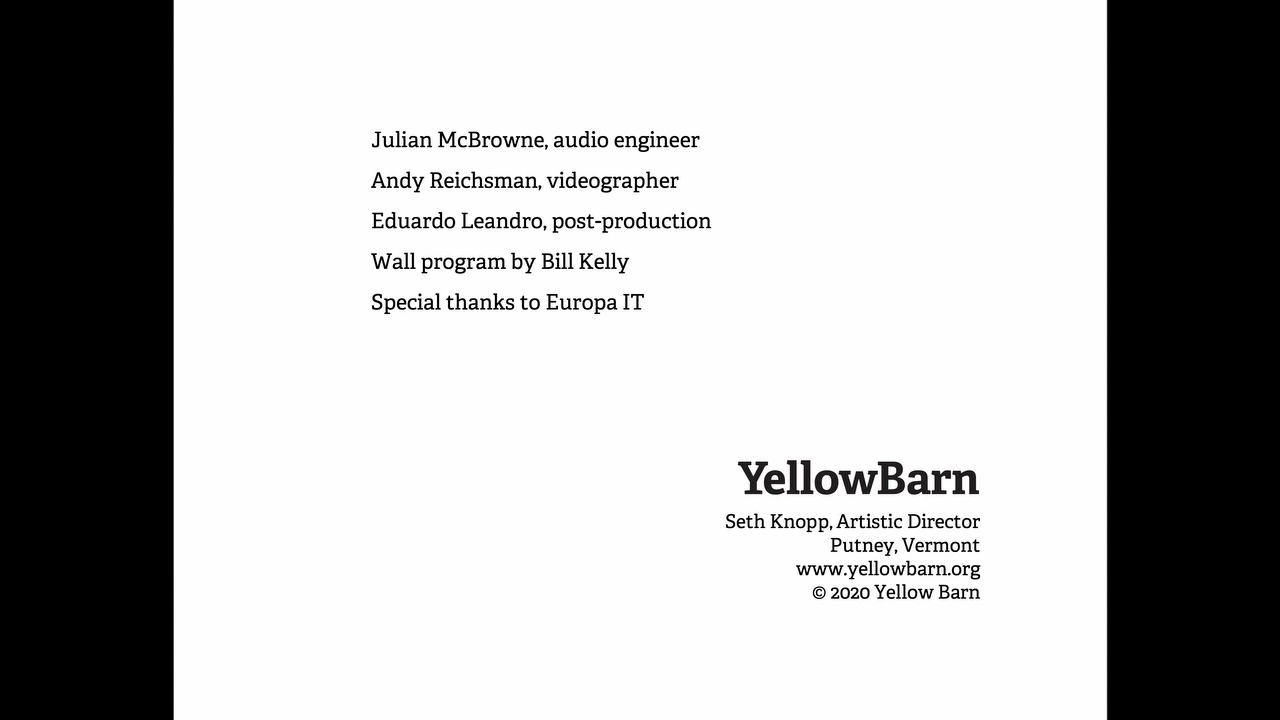 Julian McBrowne, audio engineer
Andy Reichsman, videographer
Eduardo Leandro, post-production
Wall program by Bill Kelly
Special thanks to Europa IT
YellowBarn
Seth Knopp, Artistic Director
Putney, Vermont
www.yellowbarn.org
© 2020 Yellow Barn